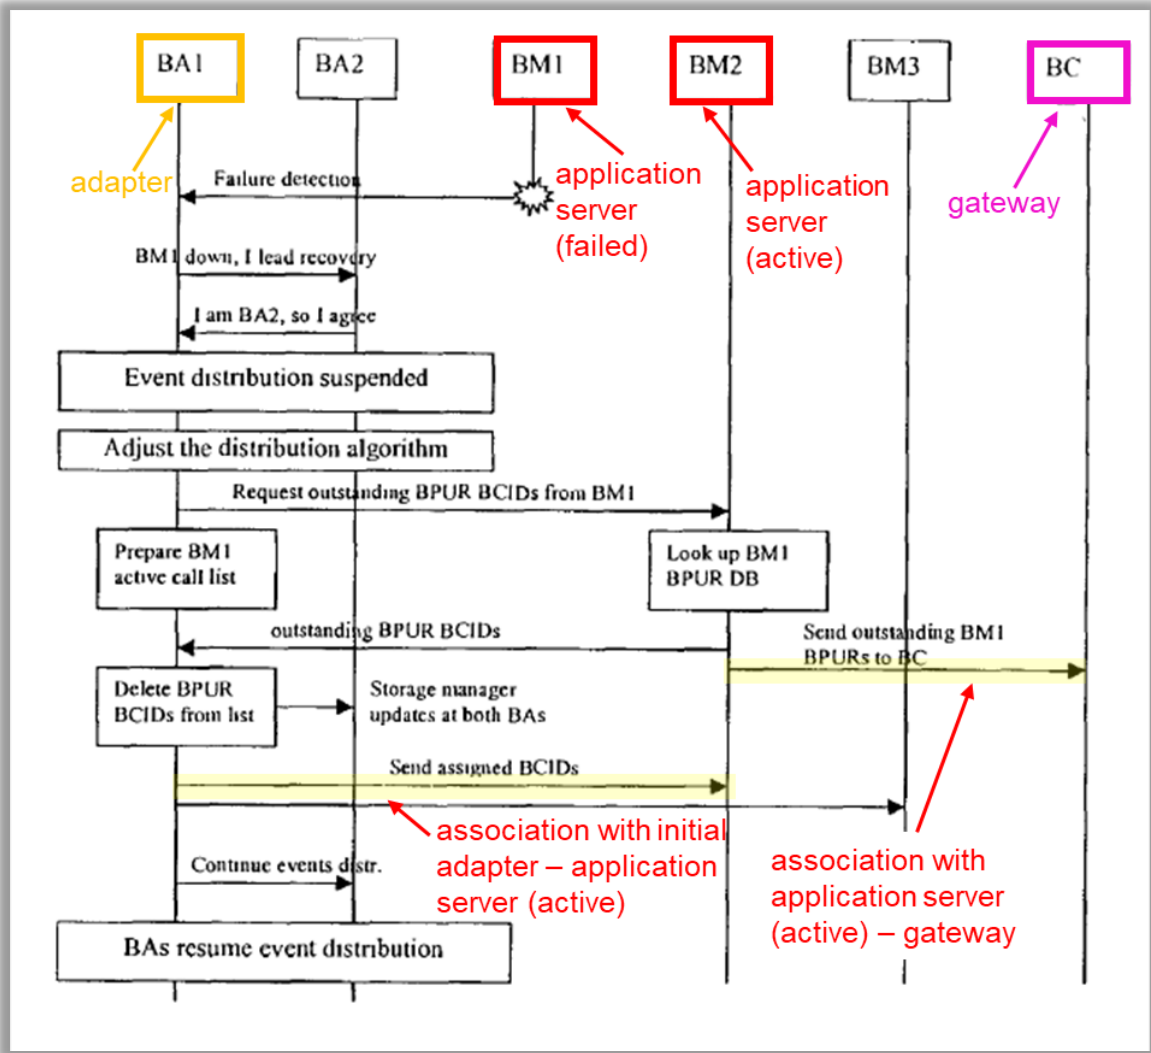 BA1
BA2
BM1
BM2
BM3
BC
adapter
Failure detection
application
server
(failed)
application
server
(active)
gateway
BM1 down, I lead recovery
I am BA2, so I agree
Event distribution suspended
Adjust the distribution algorithm
Request outstanding BPUR BCIDs from BM1
Prepare BM1
active call list
Look up BM1
BPUR DB
outstanding BPUR BCIDs
Send outstanding BM1
BPURs to BC
Delete BPUR
BCIDs from list
Storage manager
updates at both BAs
Send assigned BCIDs
association with initial
adapter – application
server (active)
association with
application server
(active) – gateway
Continue events distr.
BAs resume event distribution